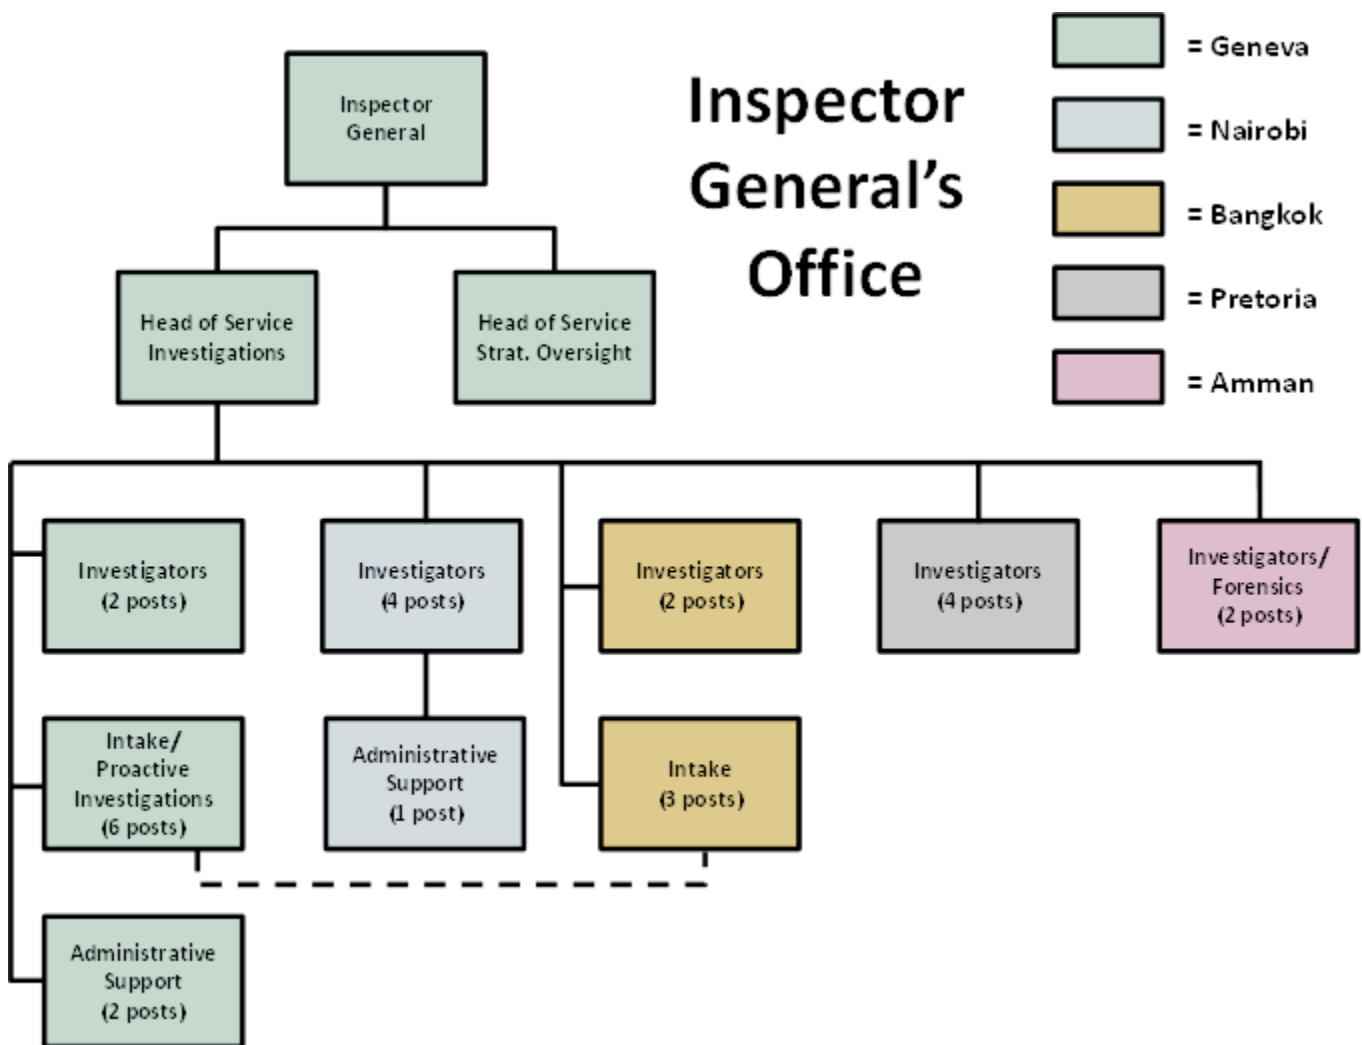 Inspector
General
Inspector
General's
Office
= Geneva
= Nairobi
= Bangkok
= Pretoria
= Amman
Head of Service
Investigations
Head of Service
Strat. Oversight
Investigators
(2 posts)
Investigators
(4 posts)
Investigators
(2 posts)
Investigators
(4 posts)
Investigators/
Forensics
(2 posts)
Intake/
Proactive
Investigations
(6 posts)
Administrative
Support
(1 post)
Intake
(3 posts)
Administrative
Support
(2 posts)